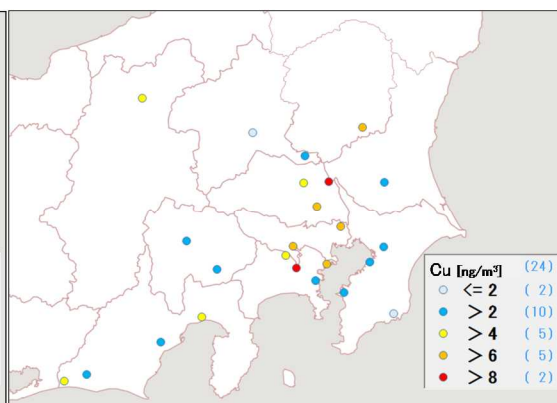 Cu [ng/m³] (24)
<= 2 ( 2)
> 2 (10)
> 4 ( 5)
> 6 ( 5)
> 8 ( 2)